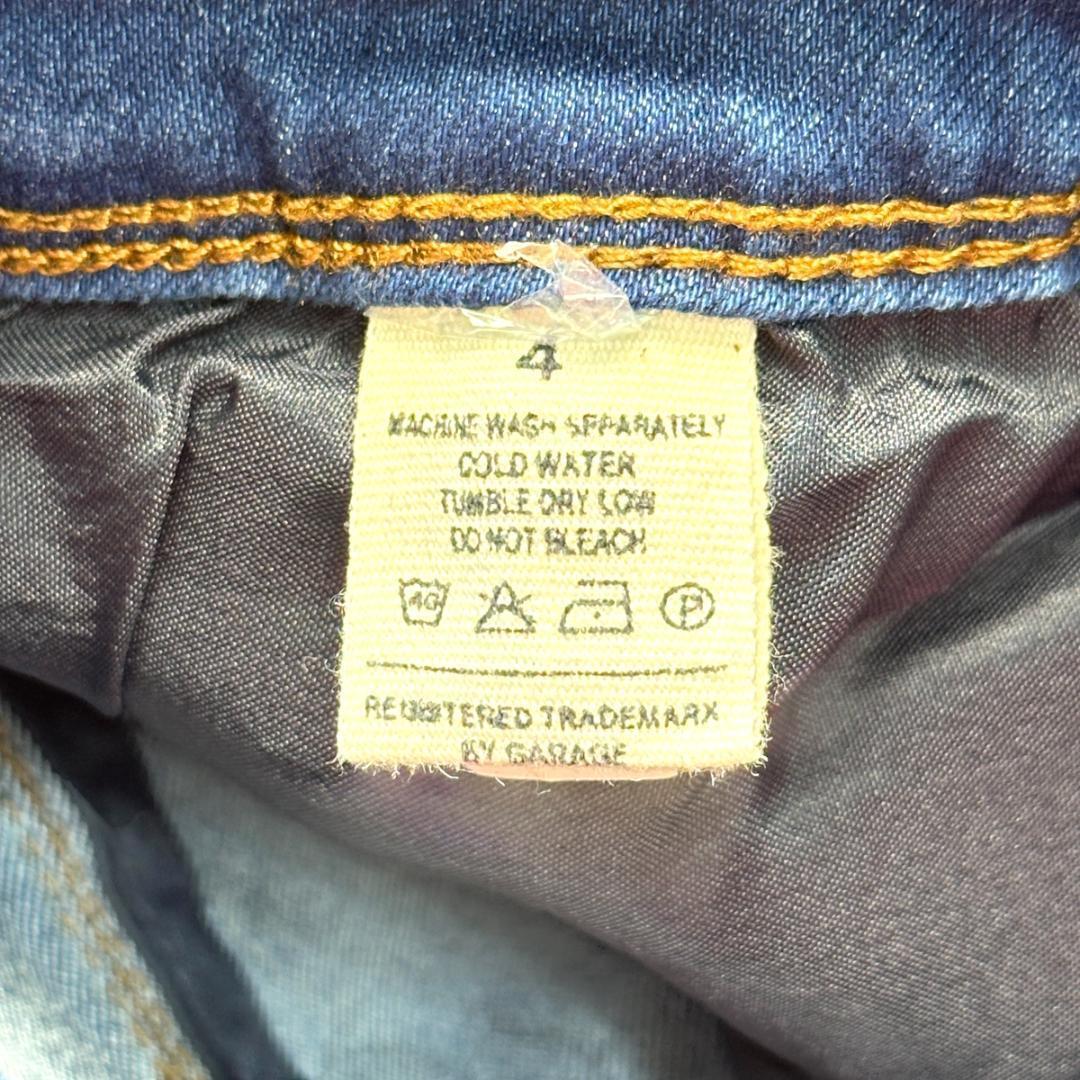 4
MACHINE WASH SEPARATELY
COLD WATER
TUMBLE DRY LOW
DO NOT BLEACH
40 P
REGISTERED TRADEMARK
BY GARAGE